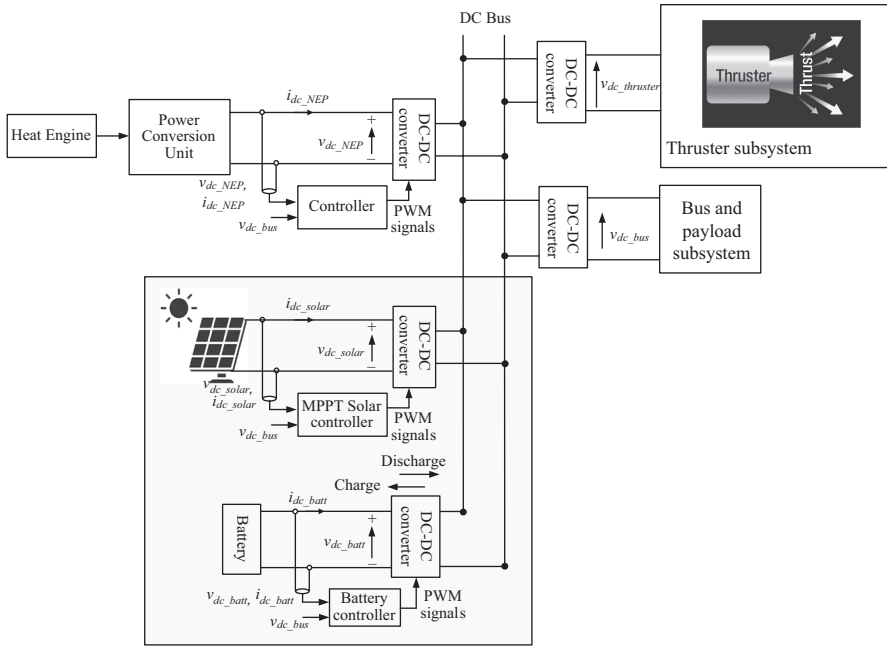 DC Bus
DC-DC
converter
v_dc_thruster
Thruster
Thrust
Thruster subsystem
Heat Engine
Power
Conversion
Unit
i_dc_NEP
+
v_dc_NEP
−
DC-DC
converter
v_dc_NEP,
i_dc_NEP
v_dc_bus
Controller
PWM
signals
DC-DC
converter
v_dc_bus
Bus and
payload
subsystem
i_dc_solar
+
v_dc_solar
−
DC-DC
converter
v_dc_solar,
i_dc_solar
v_dc_bus
MPPT Solar
controller
PWM
signals
Discharge
Charge
Battery
i_dc_batt
+
v_dc_batt
−
DC-DC
converter
v_dc_batt, i_dc_batt
v_dc_bus
Battery
controller
PWM
signals